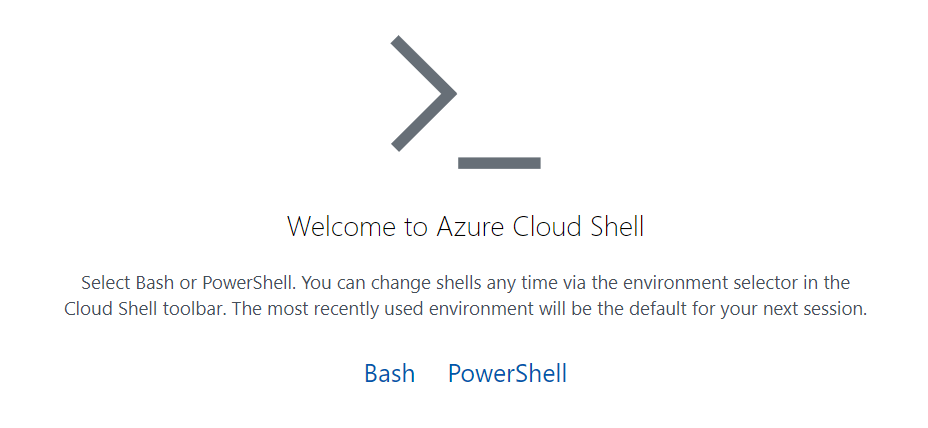 Welcome to Azure Cloud Shell
Select Bash or PowerShell. You can change shells any time via the environment selector in the
Cloud Shell toolbar. The most recently used environment will be the default for your next session.
Bash PowerShell